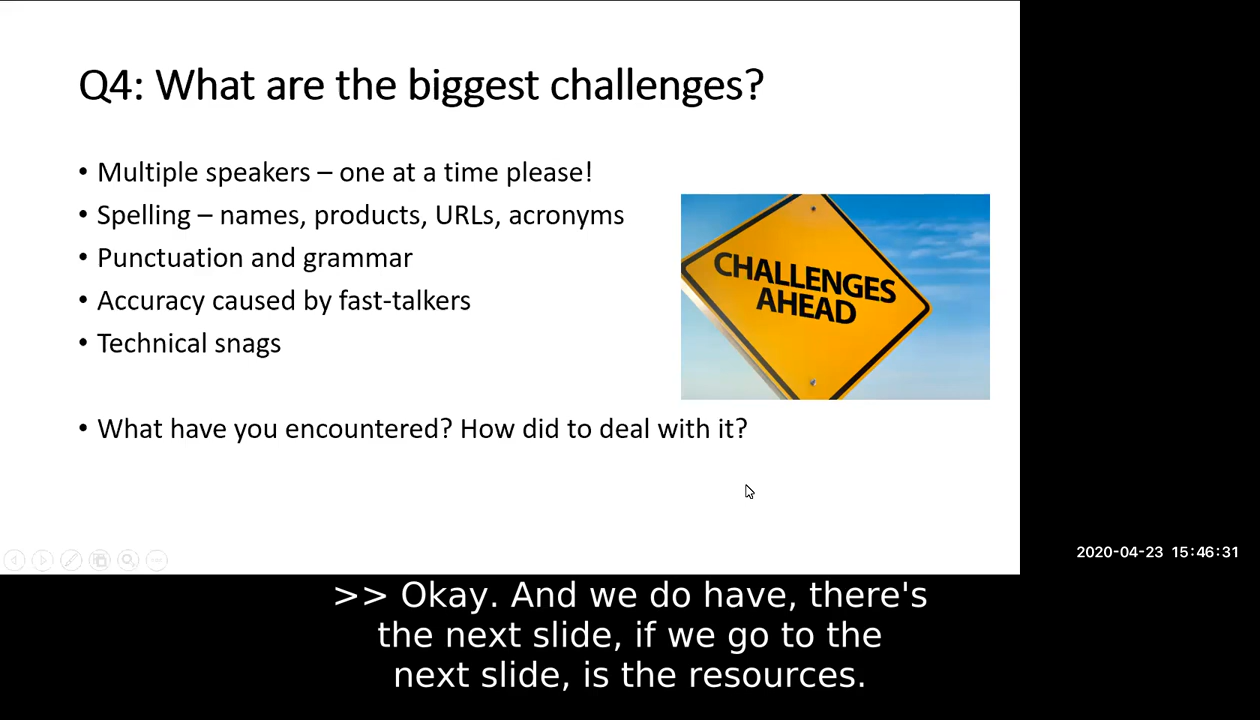 Q4: What are the biggest challenges?
• Multiple speakers – one at a time please!
• Spelling – names, products, URLs, acronyms
• Punctuation and grammar
• Accuracy caused by fast-talkers
• Technical snags
CHALLENGES
AHEAD
• What have you encountered? How did to deal with it?
2020-04-23 15:46:31
>> Okay. And we do have, there's
the next slide, if we go to the
next slide, is the resources.